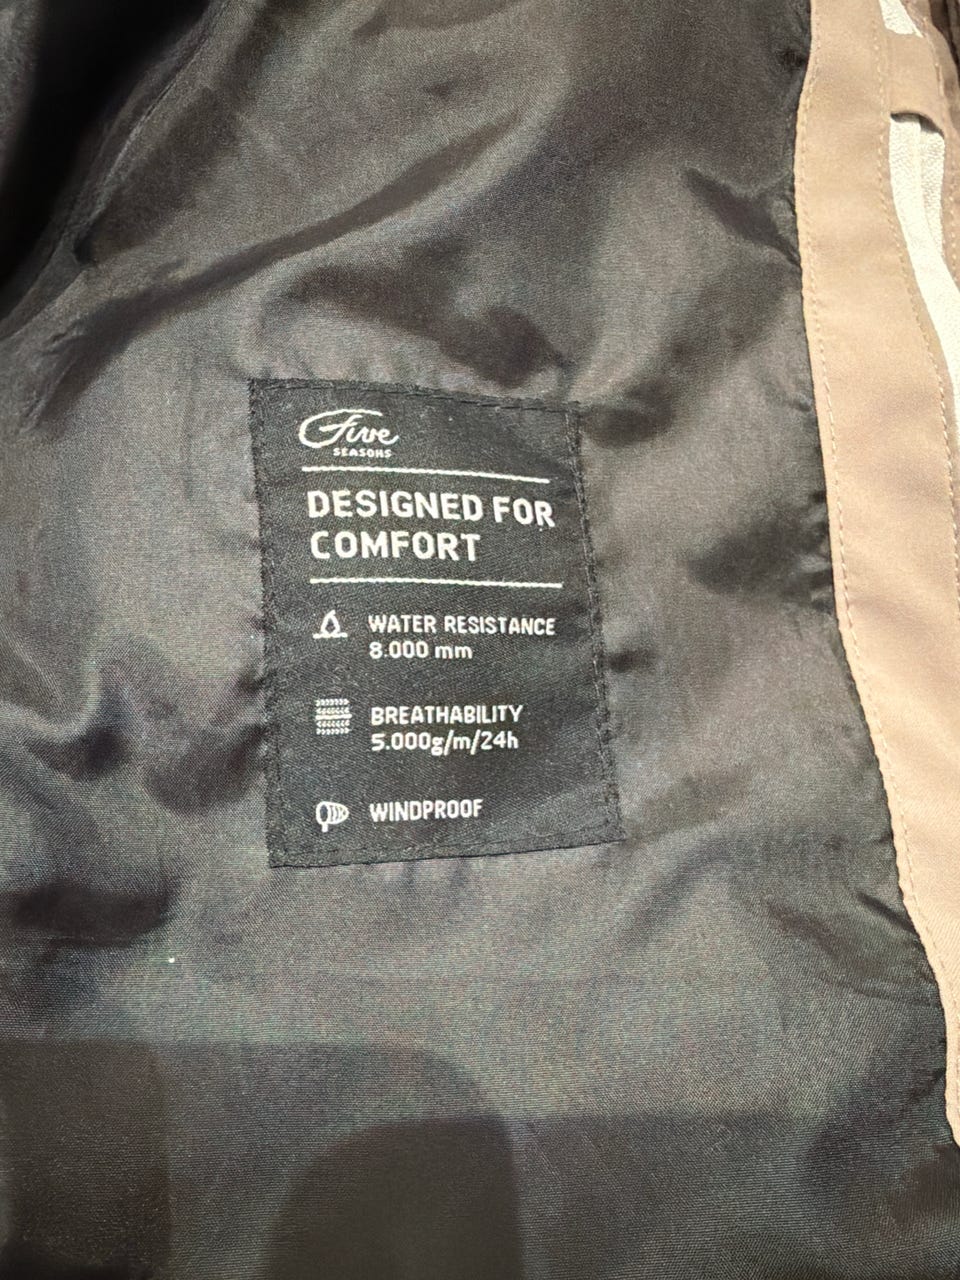 Five
SEASONS
DESIGNED FOR
COMFORT
WATER RESISTANCE
8.000 mm
BREATHABILITY
5.000g/m/24h
WINDPROOF